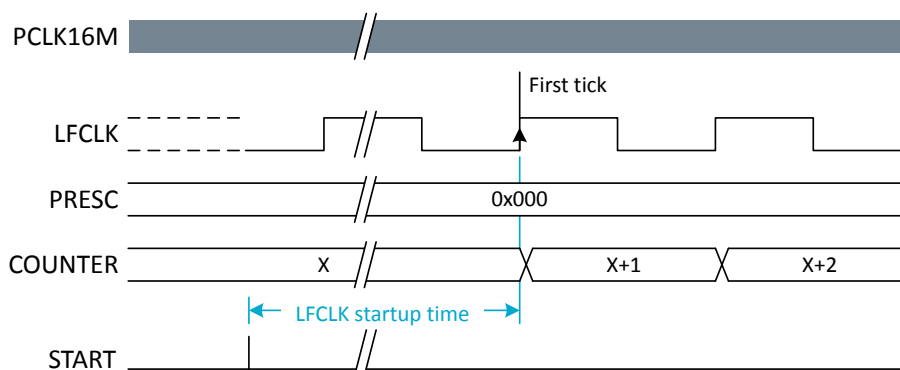 PCLK16M
First tick
LFCLK
PRESC
0x000
COUNTER
X
X+1
X+2
LFCLK startup time
START